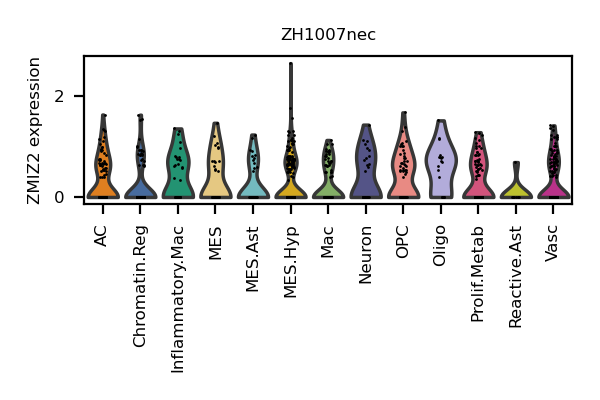 ZH1007nec
ZMIZ2 expression
2
0
AC
Chromatin.Reg
Inflammatory.Mac
MES
MES.Ast
MES.Hyp
Mac
Neuron
OPC
Oligo
Prolif.Metab
Reactive.Ast
Vasc